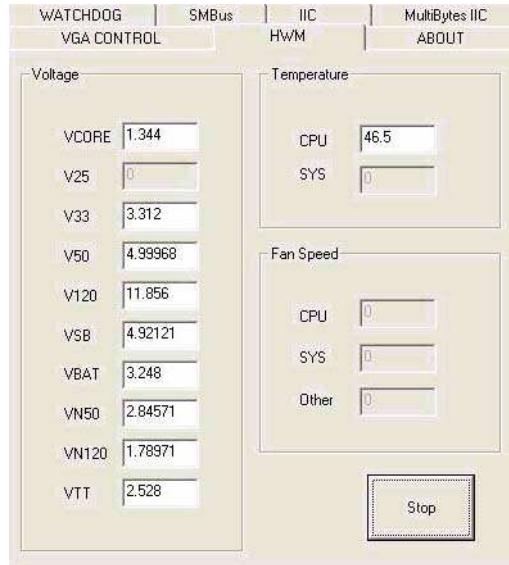 WATCHDOG SMBus IIC MultiBytes IIC
VGA CONTROL HWM ABOUT
Voltage
VCORE 1.344
V25 0
V33 3.312
V50 4.99968
V120 11.856
VSB 4.92121
VBAT 3.248
VN50 2.84571
VN120 1.78971
VTT 2.528
Temperature
CPU 46.5
SYS 0
Fan Speed
CPU 0
SYS 0
Other 0
Stop